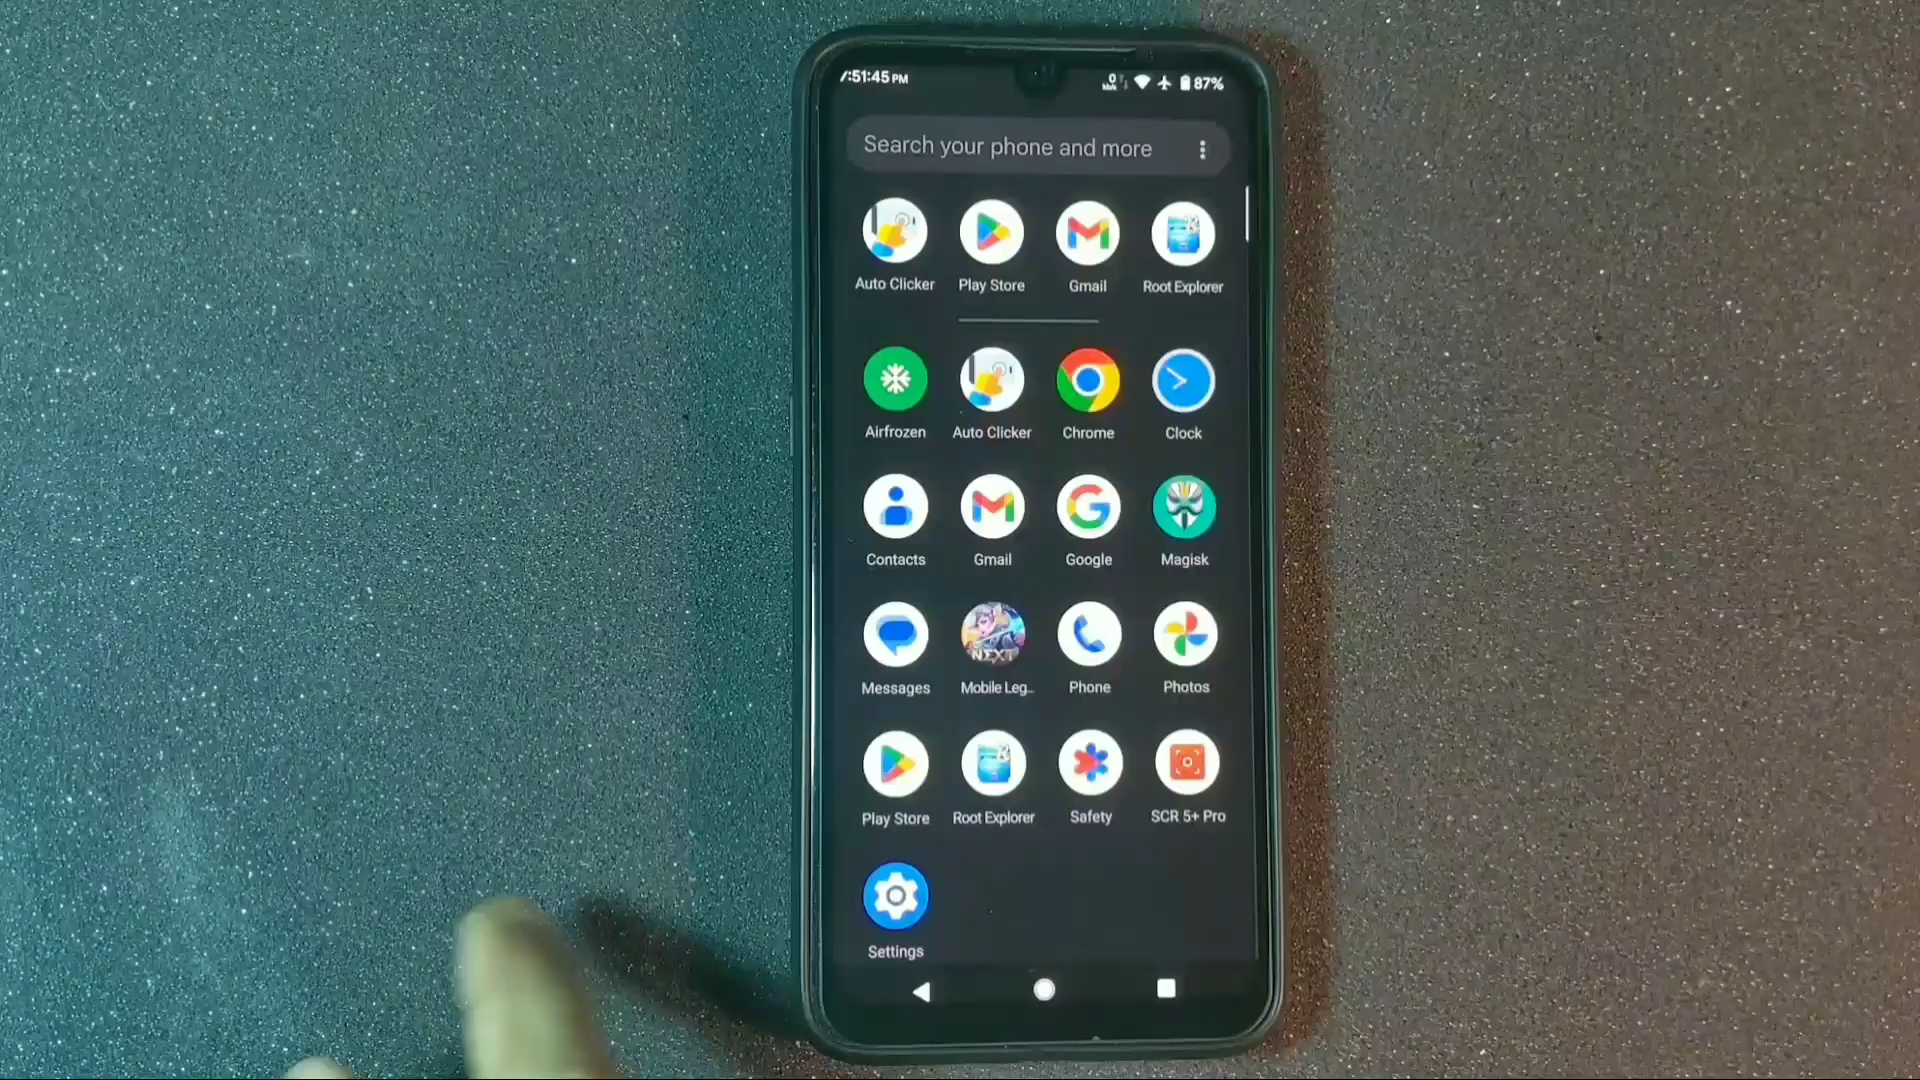 :51:45 PM
87%
Search your phone and more
Auto Clicker
Play Store
Gmail
Root Explorer
Airfrozen
Auto Clicker
Chrome
Clock
Contacts
Gmail
Google
Magisk
Messages
NEXT
Mobile Leg...
Phone
Photos
Play Store
Root Explorer
Safety
SCR 5+ Pro
Settings